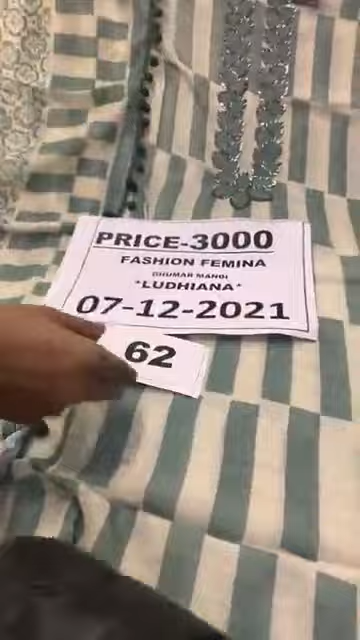 PRICE-3000
FASHION FEMINA
GHUMAR MANDI
*LUDHIANA*
07-12-2021
62